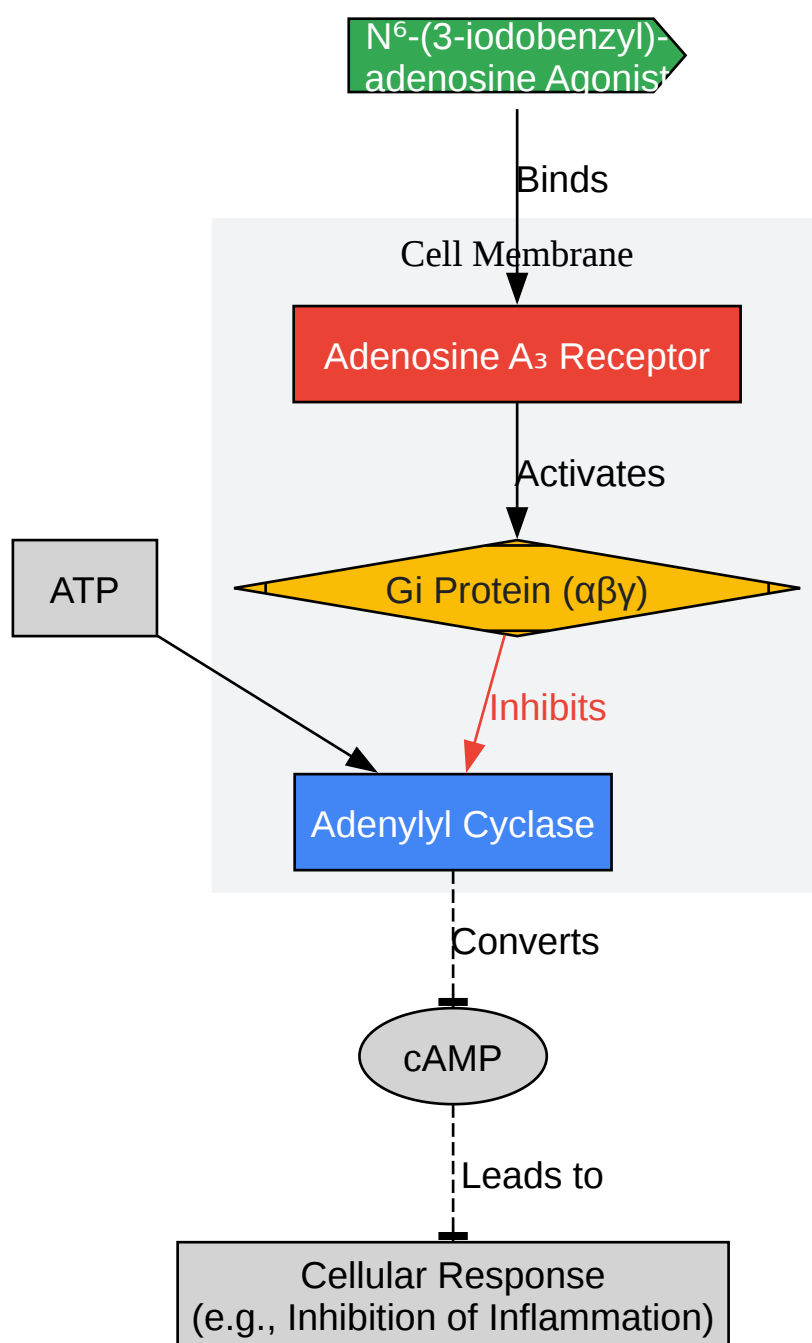 N⁶-(3-iodobenzyl)-
adenosine Agonist
Binds
Cell Membrane
Adenosine A₃ Receptor
Activates
ATP
Gi Protein (αβγ)
Inhibits
Adenylyl Cyclase
Converts
cAMP
Leads to
Cellular Response
(e.g., Inhibition of Inflammation)